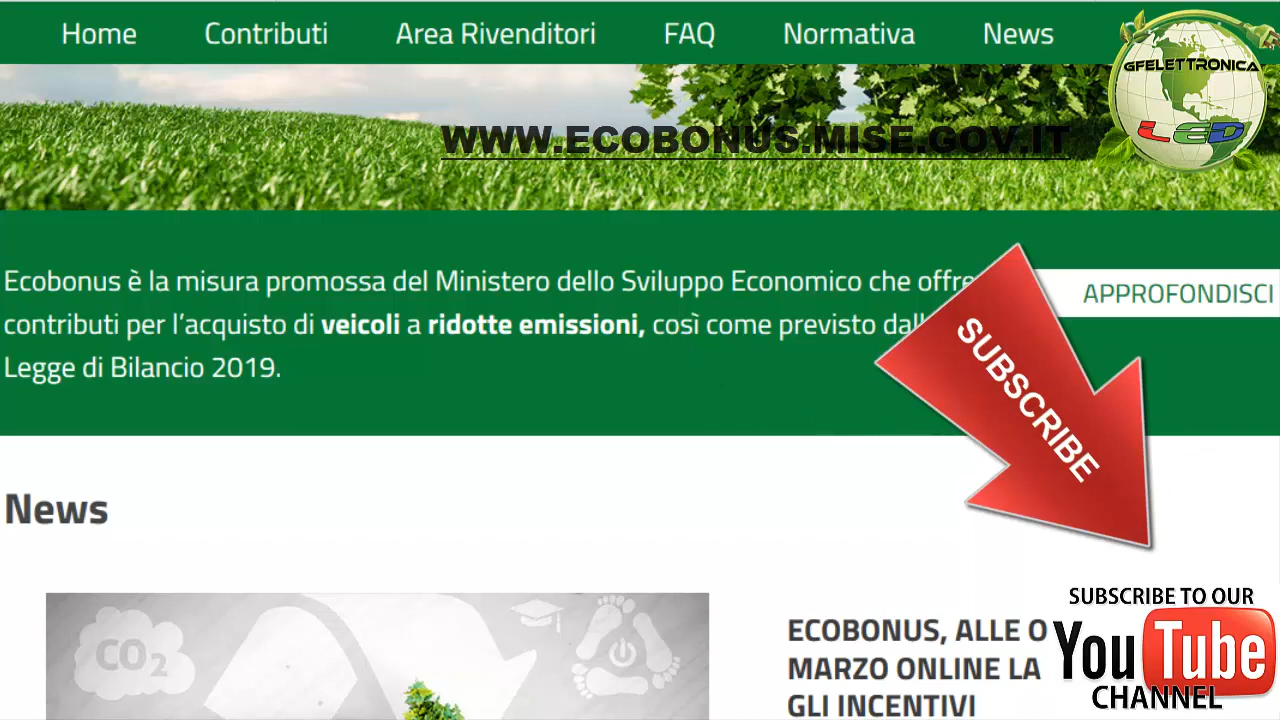 Home Contributi Area Rivenditori FAQ Normativa News
GFELETTRONICA
LED
WWW.ECOBONUS.MISE.GOV.IT
Ecobonus è la misura promossa del Ministero dello Sviluppo Economico che offre
contributi per l'acquisto di veicoli a ridotte emissioni, così come previsto dall
Legge di Bilancio 2019.
APPROFONDISCI
SUBSCRIBE
News
CO2
ECOBONUS, ALLE O
MARZO ONLINE LA
GLI INCENTIVI
SUBSCRIBE TO OUR
YouTube
CHANNEL